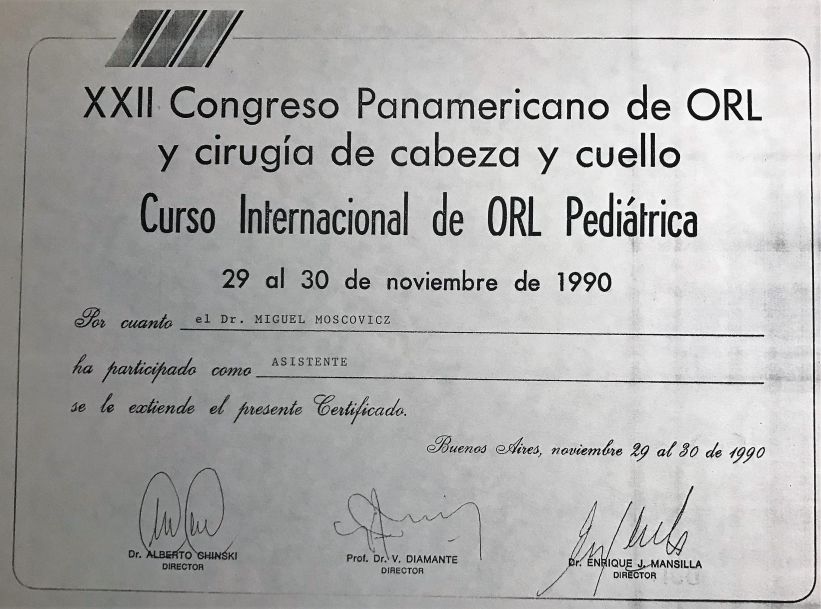 XXII Congreso Panamericano de ORL
y cirugía de cabeza y cuello
Curso Internacional de ORL Pediátrica
29 al 30 de noviembre de 1990
Por cuanto el Dr. MIGUEL MOSCOVICZ
ha participado como ASISTENTE
se le extiende el presente Certificado.
Buenos Aires, noviembre 29 al 30 de 1990
Dr. ALBERTO CHINSKI
DIRECTOR
Prof. Dr. V. DIAMANTE
DIRECTOR
Dr. ENRIQUE J. MANSILLA
DIRECTOR